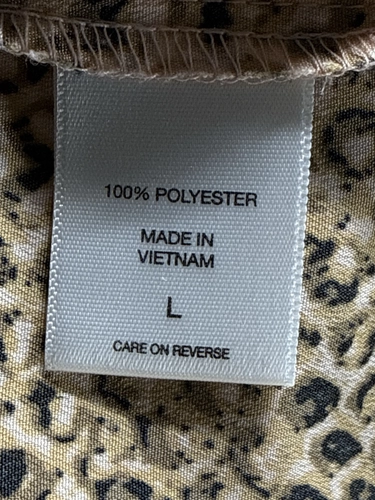 100% POLYESTER
MADE IN
VIETNAM
L
CARE ON REVERSE